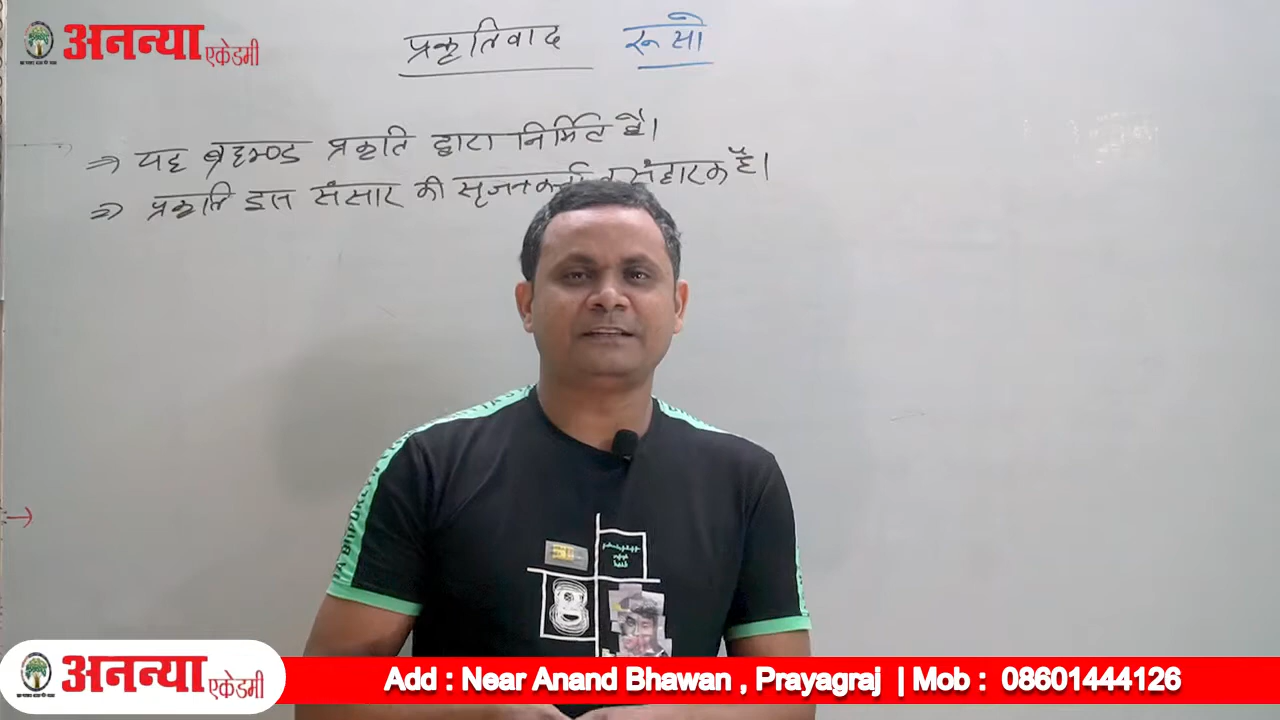 अनन्या एकेडमी
प्रकृतिवाद रूसो
⇒ यह ब्रह्मण्ड प्रकृति द्वारा निर्मित है।
⇒ प्रकृति इस संसार की सृजनकर्ता व संहारक है।
अनन्या एकेडमी
Add : Near Anand Bhawan , Prayagraj | Mob : 08601444126